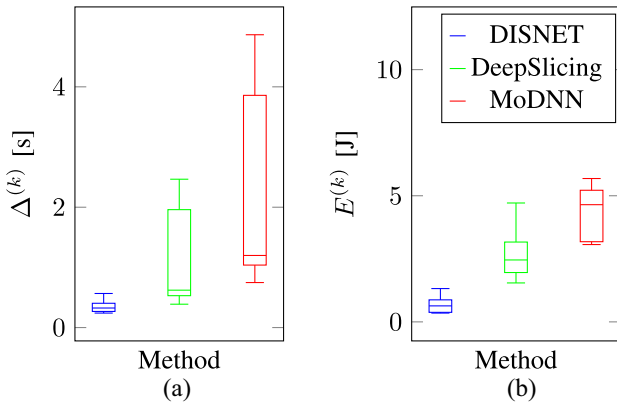 4
2
0
Δ^(k) [s]
Method
(a)
10
5
0
E^(k) [J]
DISNET
DeepSlicing
MoDNN
Method
(b)